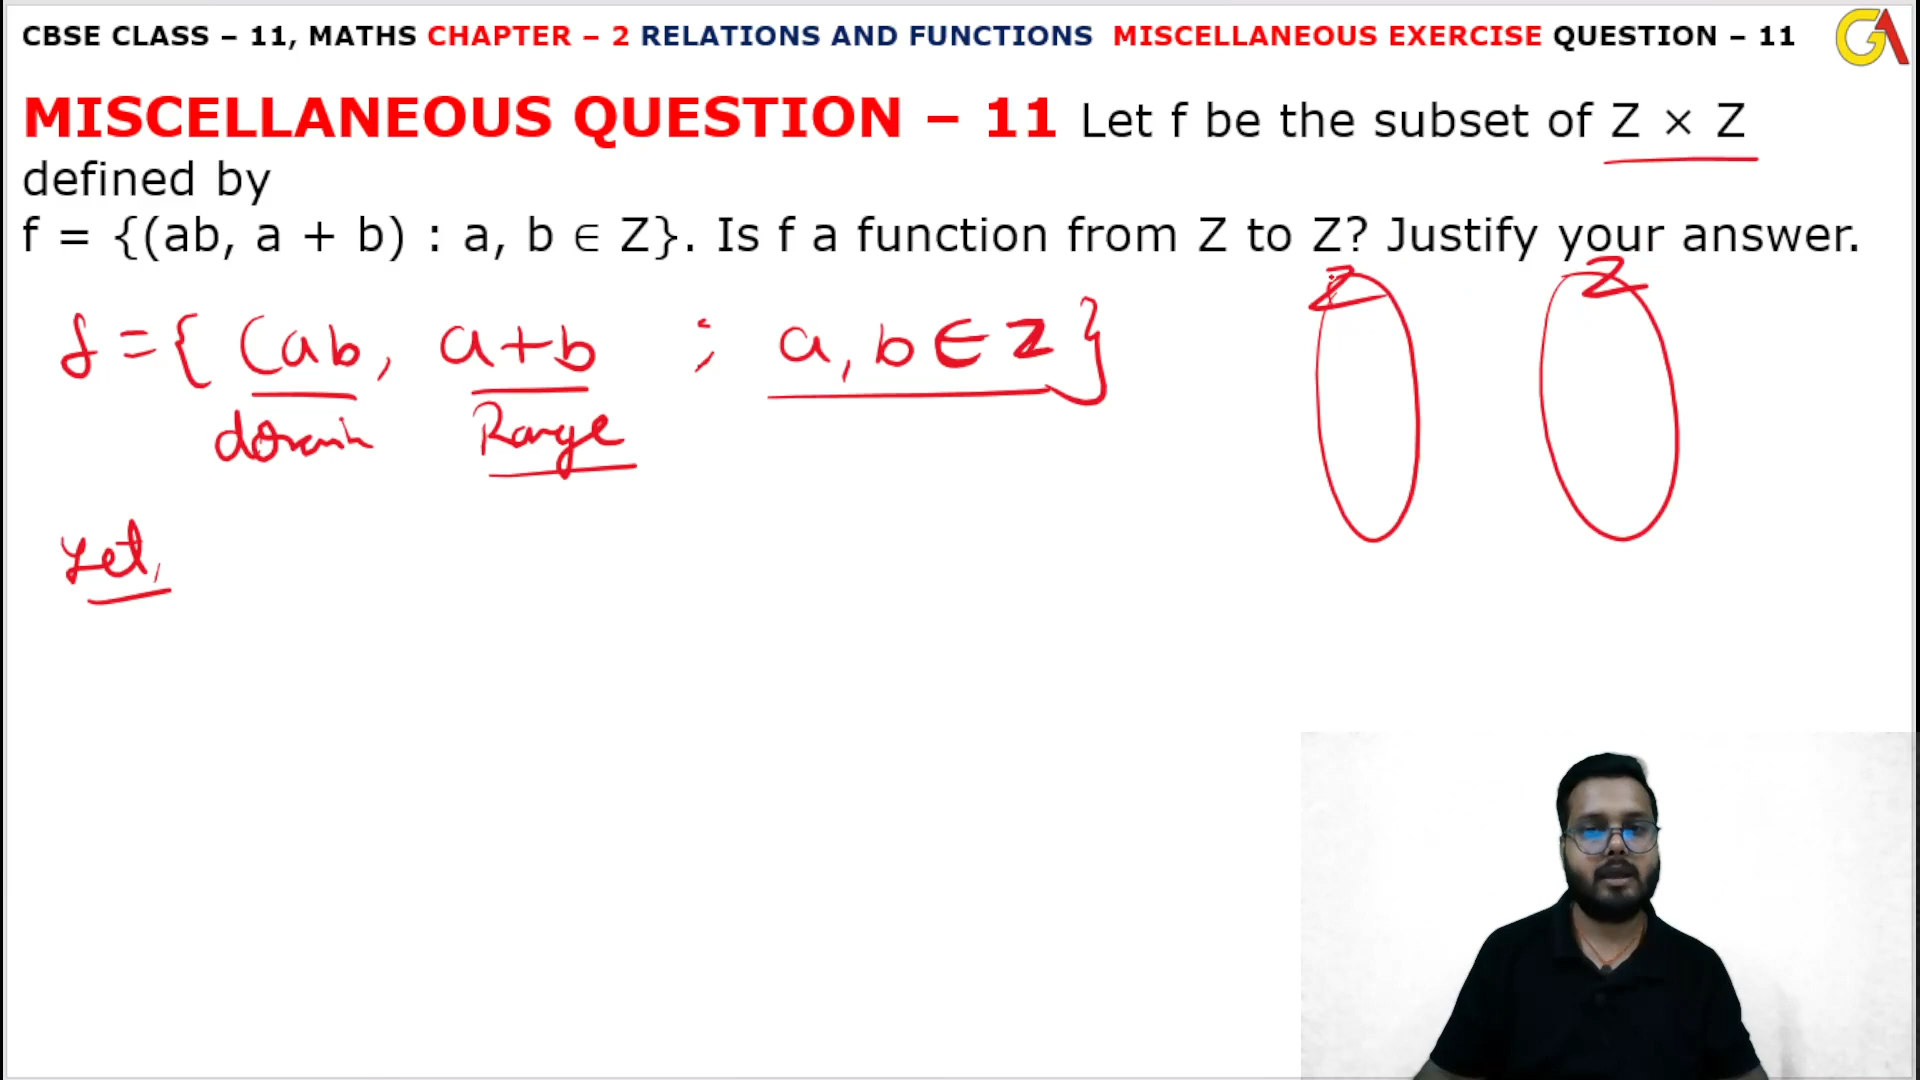 CBSE CLASS – 11, MATHS CHAPTER – 2 RELATIONS AND FUNCTIONS MISCELLANEOUS EXERCISE QUESTION – 11
GA
MISCELLANEOUS QUESTION – 11 Let f be the subset of Z × Z
defined by
f = {(ab, a + b) : a, b ∈ Z}. Is f a function from Z to Z? Justify your answer.
Z Z
f = { (ab, a+b : a, b ∈ Z }
domain Range
Let,